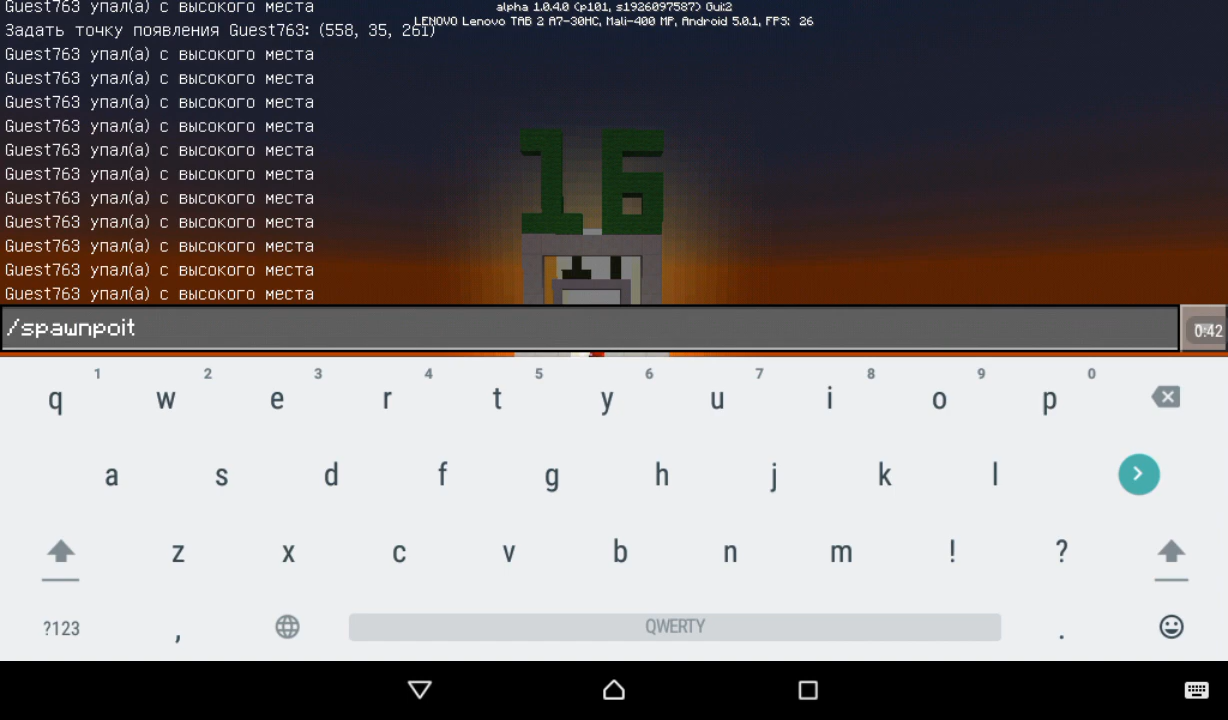 alpha 1.0.4.0 (p101, s1926097587) Gui:2
Guest763 упал(а) с высокого места
LENOVO Lenovo TAB 2 A7-30HC, Mali-400 MP, Android 5.0.1, FPS: 26
Задать точку появления Guest763: (558, 35, 261)
Guest763 упал(а) с высокого места
Guest763 упал(а) с высокого места
Guest763 упал(а) с высокого места
Guest763 упал(а) с высокого места
Guest763 упал(а) с высокого места
Guest763 упал(а) с высокого места
Guest763 упал(а) с высокого места
Guest763 упал(а) с высокого места
Guest763 упал(а) с высокого места
Guest763 упал(а) с высокого места
Guest763 упал(а) с высокого места
16
/spawnpoit
0:42
1 2 3 4 5 6 7 8 9 0
q w e r t y u i o p
a s d f g h j k l
z x c v b n m ! ?
?123 , QWERTY .